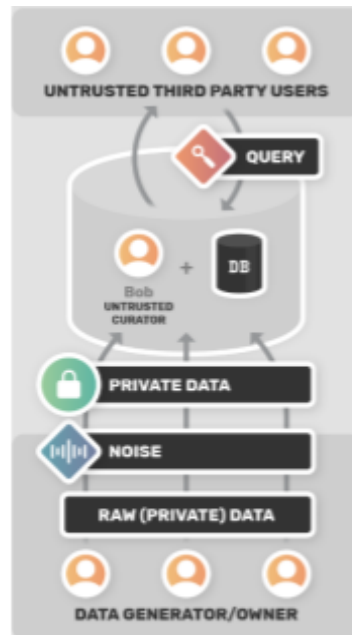 UNTRUSTED THIRD PARTY USERS
QUERY
DB
Bob
UNTRUSTED
CURATOR
PRIVATE DATA
NOISE
RAW (PRIVATE) DATA
DATA GENERATOR/OWNER